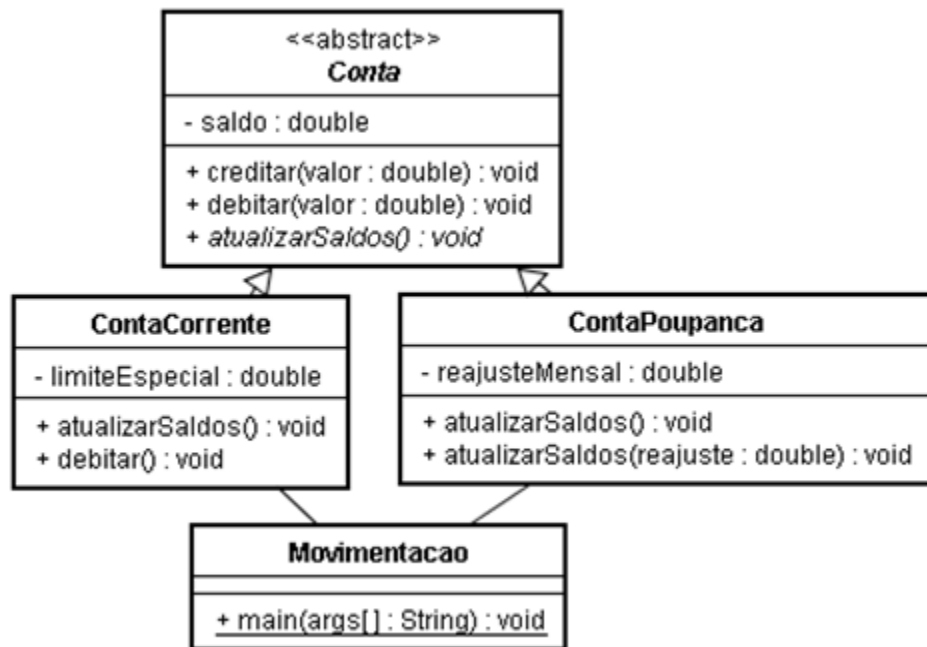 <<abstract>>
Conta
- saldo : double
+ creditar(valor : double) : void
+ debitar(valor : double) : void
+ atualizarSaldos() : void
ContaCorrente
- limiteEspecial : double
+ atualizarSaldos() : void
+ debitar() : void
ContaPoupanca
- reajusteMensal : double
+ atualizarSaldos() : void
+ atualizarSaldos(reajuste : double) : void
Movimentacao
+ main(args[] : String) : void